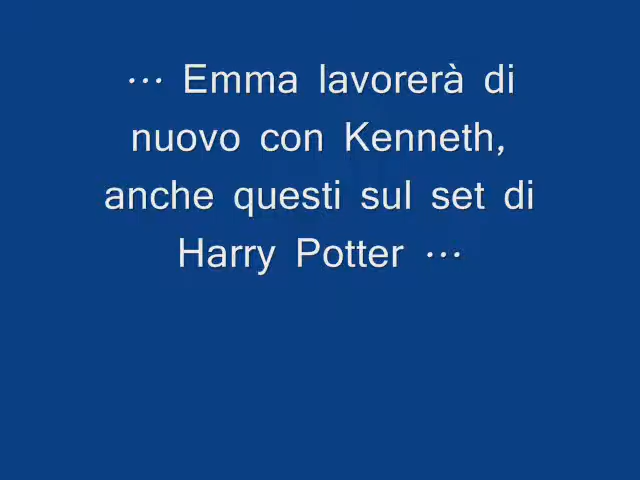 … Emma lavorerà di
nuovo con Kenneth,
anche questi sul set di
Harry Potter …